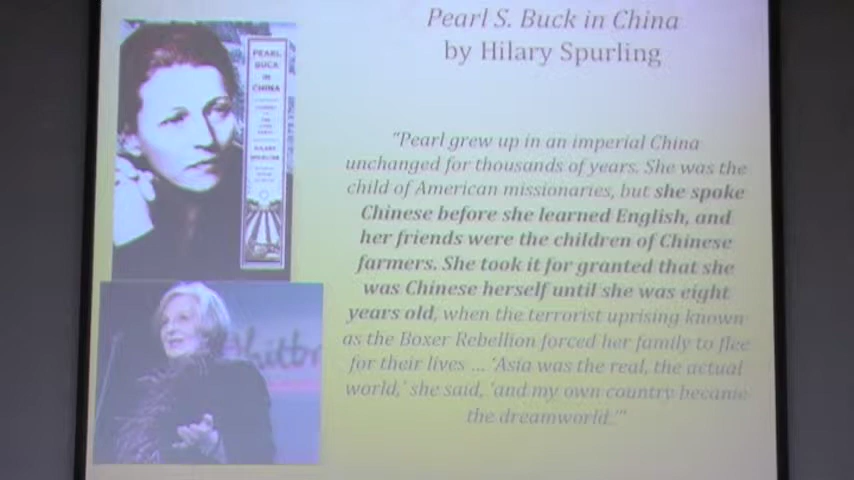 Pearl S. Buck in China
by Hilary Spurling
PEARL
BUCK
IN
CHINA
HILARY
SPURLING
"Pearl grew up in an imperial China
unchanged for thousands of years. She was the
child of American missionaries, but she spoke
Chinese before she learned English, and
her friends were the children of Chinese
farmers. She took it for granted that she
was Chinese herself until she was eight
years old, when the terrorist uprising known
as the Boxer Rebellion forced her family to flee
for their lives ... 'Asia was the real, the actual
world,' she said, 'and my own country became
the dreamworld.'"